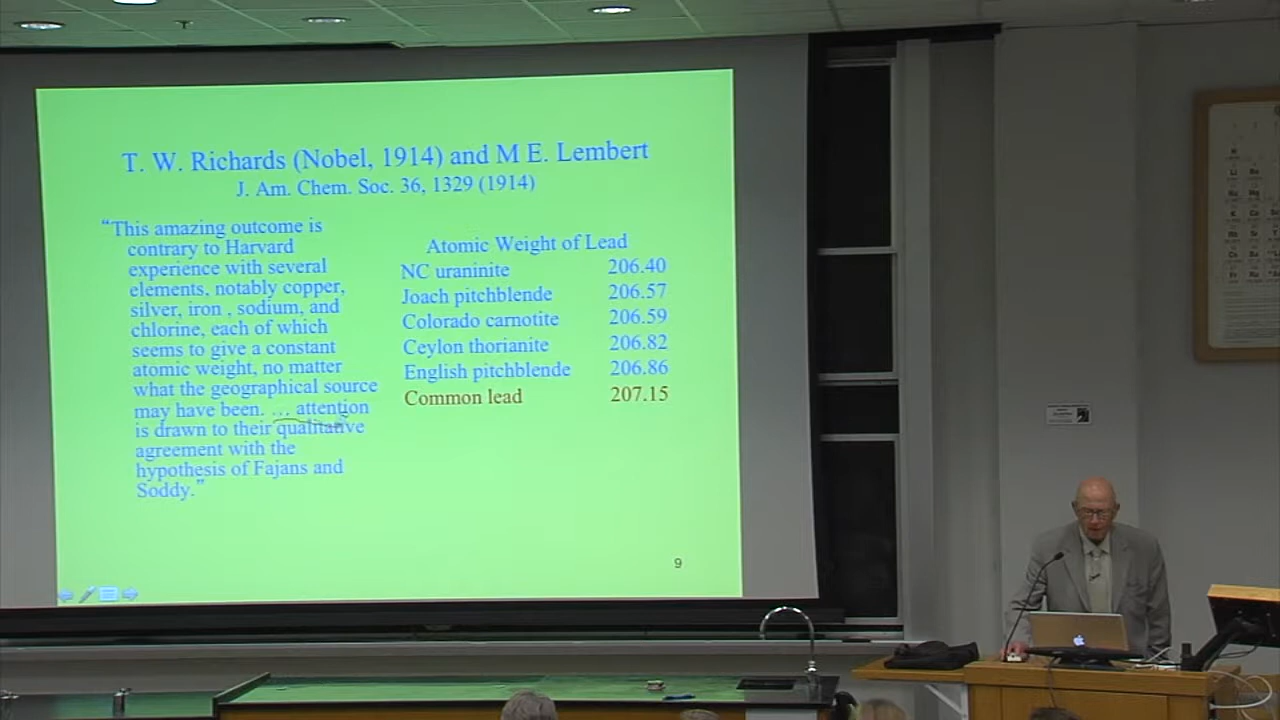 T. W. Richards (Nobel, 1914) and M E. Lembert
J. Am. Chem. Soc. 36, 1329 (1914)
“This amazing outcome is
contrary to Harvard
experience with several
elements, notably copper,
silver, iron , sodium, and
chlorine, each of which
seems to give a constant
atomic weight, no matter
what the geographical source
may have been. … attention
is drawn to their qualitative
agreement with the
hypothesis of Fajans and
Soddy.”
Atomic Weight of Lead
NC uraninite 206.40
Joach pitchblende 206.57
Colorado carnotite 206.59
Ceylon thorianite 206.82
English pitchblende 206.86
Common lead 207.15
9